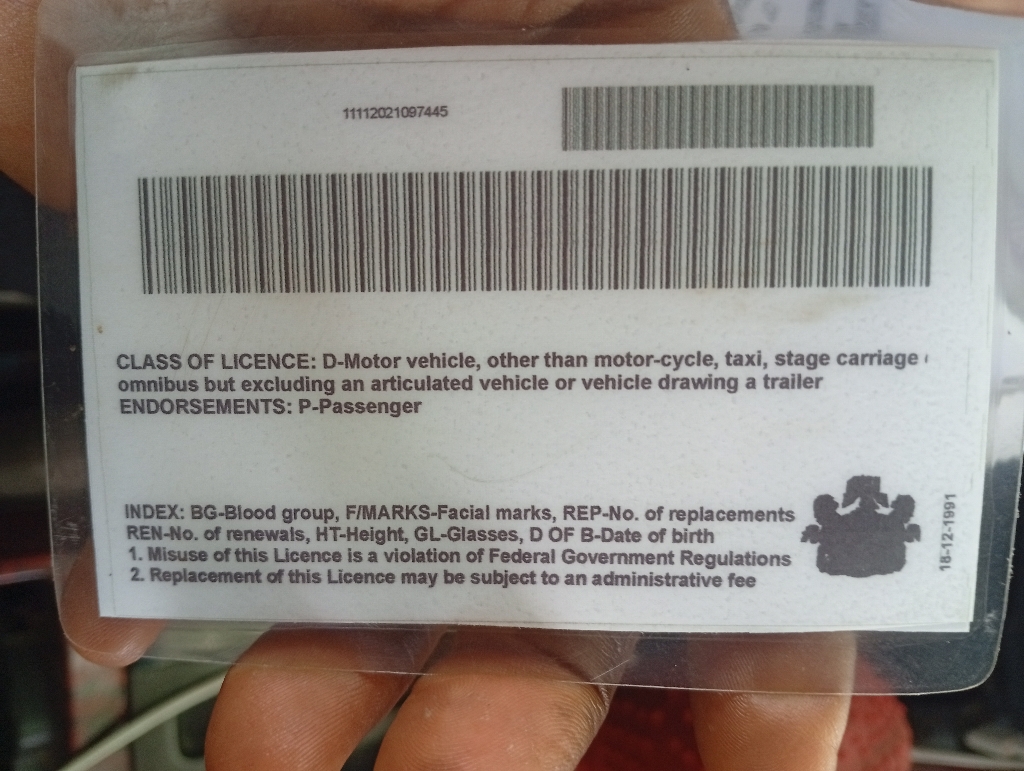 11112021097445
CLASS OF LICENCE: D-Motor vehicle, other than motor-cycle, taxi, stage carriage
omnibus but excluding an articulated vehicle or vehicle drawing a trailer
ENDORSEMENTS: P-Passenger
INDEX: BG-Blood group, F/MARKS-Facial marks, REP-No. of replacements
REN-No. of renewals, HT-Height, GL-Glasses, D OF B-Date of birth
1. Misuse of this Licence is a violation of Federal Government Regulations
2. Replacement of this Licence may be subject to an administrative fee
18-12-1991